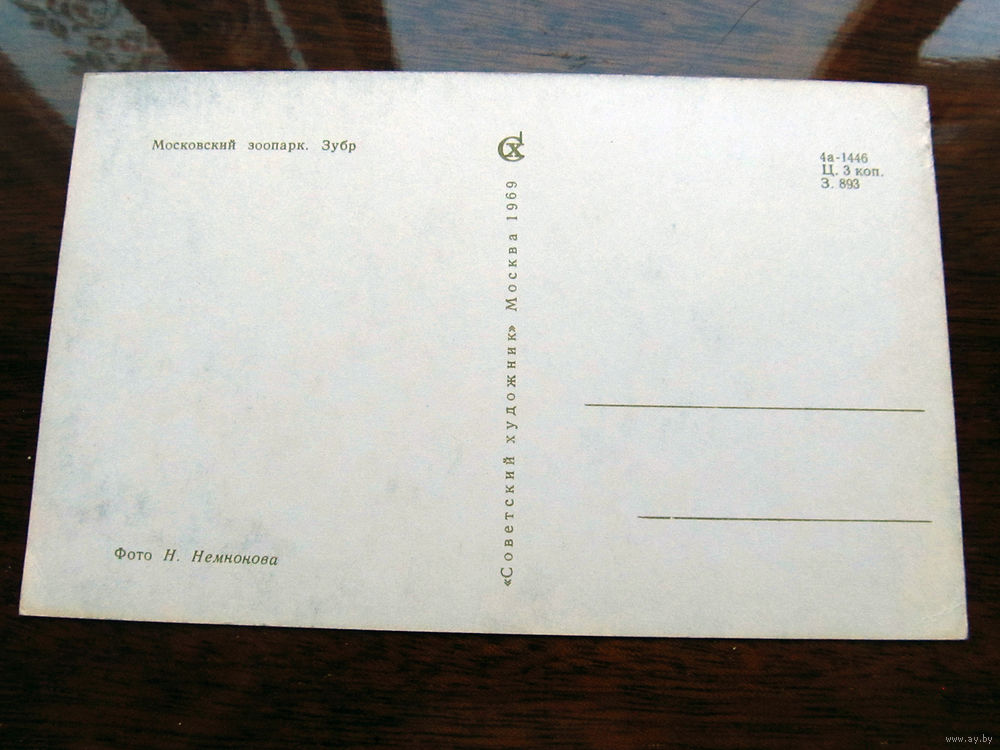 Московский зоопарк. Зубр
Фото Н. Немнонова
СХ
«Советский художник» Москва 1969
4а-1446
Ц. 3 коп.
З. 893
www.ay.by